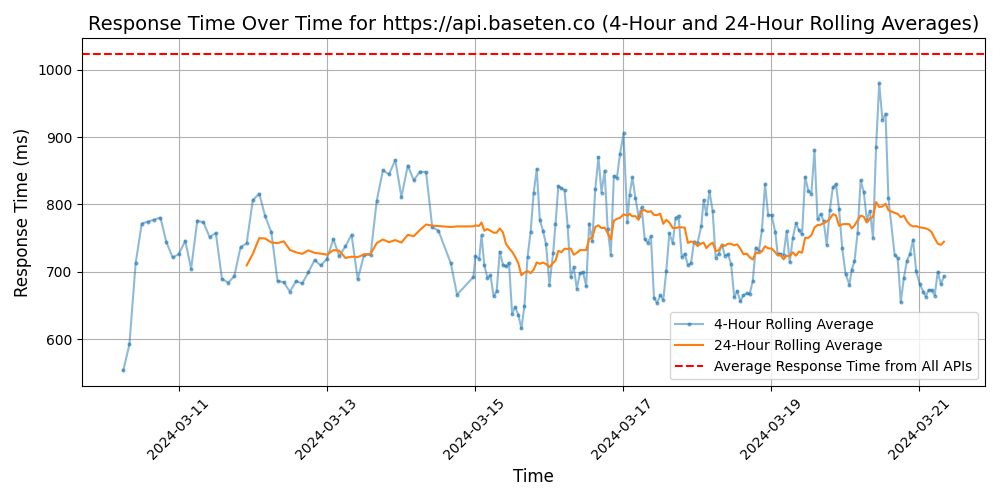 Response Time Over Time for https://api.baseten.co (4-Hour and 24-Hour Rolling Averages)
Response Time (ms)
1000
900
800
700
600
4-Hour Rolling Average
24-Hour Rolling Average
Average Response Time from All APIs
2024-03-11
2024-03-13
2024-03-15
2024-03-17
2024-03-19
2024-03-21
Time